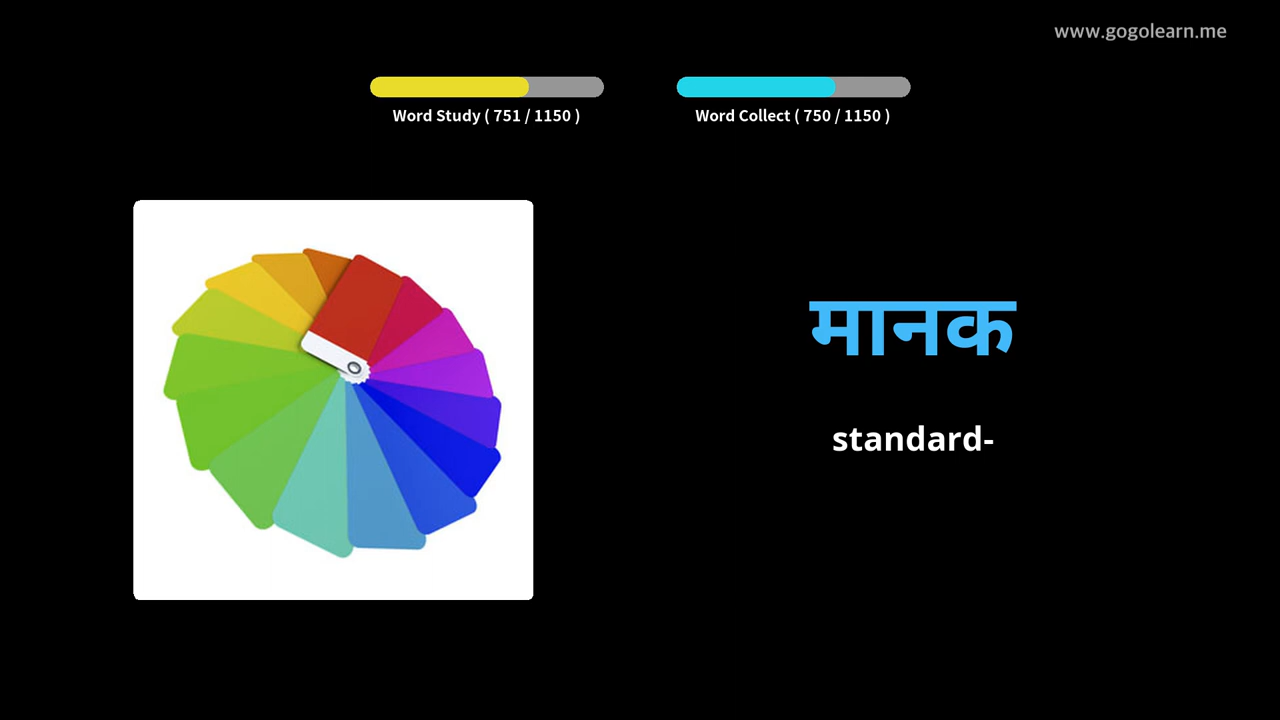 www.gogolearn.me
Word Study ( 751 / 1150 )
Word Collect ( 750 / 1150 )
मानक
standard-